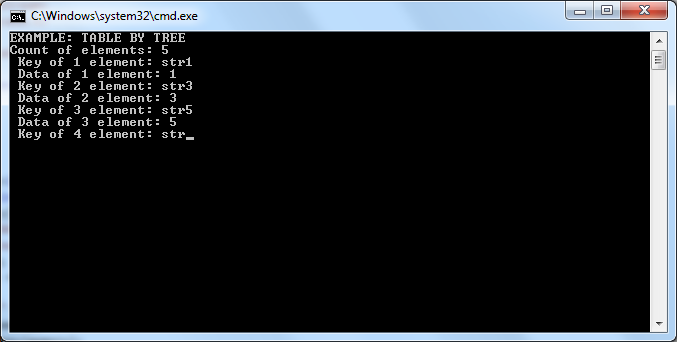 C:\Windows\system32\cmd.exe
EXAMPLE: TABLE BY TREE
Count of elements: 5
Key of 1 element: str1
Data of 1 element: 1
Key of 2 element: str3
Data of 2 element: 3
Key of 3 element: str5
Data of 3 element: 5
Key of 4 element: str_